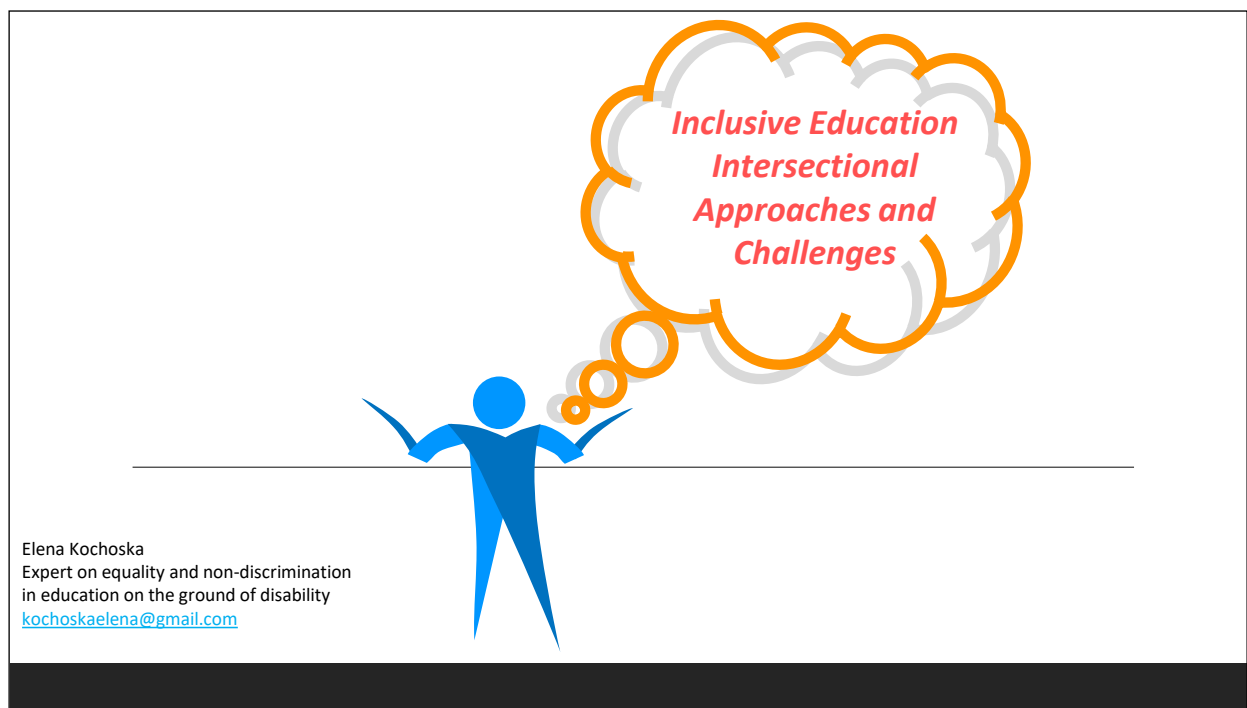 Inclusive Education
Intersectional
Approaches and
Challenges
Elena Kochoska
Expert on equality and non-discrimination
in education on the ground of disability
kochoskaelena@gmail.com